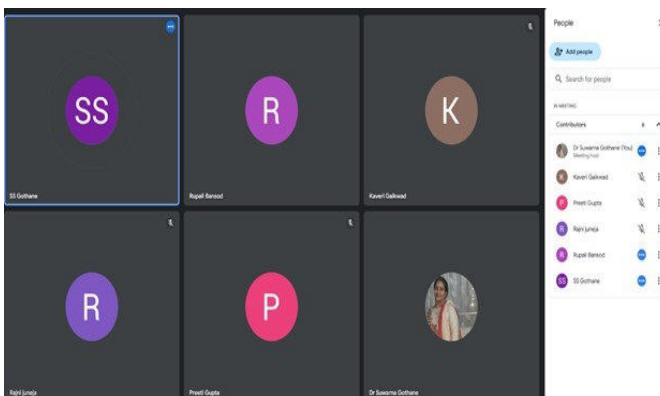 SS
SS Gothane
R
Rupali Bansod
K
Kaveri Gaikwad
R
Rajni juneja
P
Preeti Gupta
Dr Suwarna Gothane
People
Add people
Search for people
IN MEETING
Contributors 6
Dr Suwarna Gothane (You)
Meeting host
K Kaveri Gaikwad
P Preeti Gupta
R Rajni juneja
R Rupali Bansod
SS SS Gothane